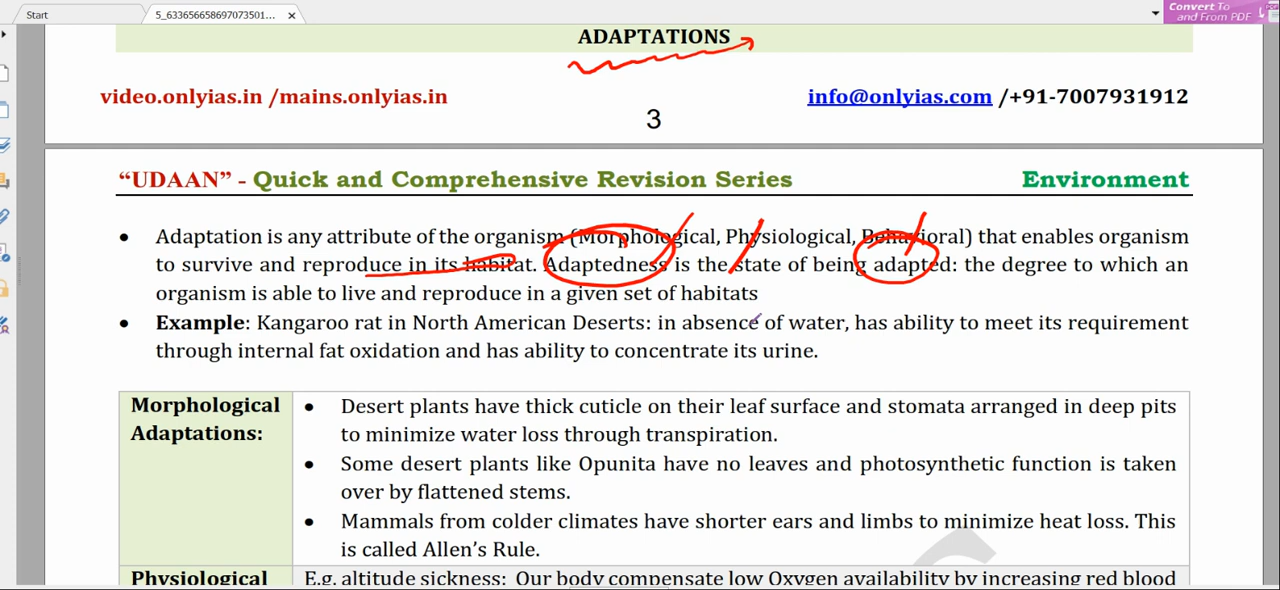 Start
5_633656658697073501...
Convert To
and From PDF
ADAPTATIONS
video.onlyias.in /mains.onlyias.in
info@onlyias.com /+91-7007931912
3
“UDAAN” - Quick and Comprehensive Revision Series
Environment
• Adaptation is any attribute of the organism (Morphological, Physiological, Behavioral) that enables organism
to survive and reproduce in its habitat. Adaptedness is the state of being adapted: the degree to which an
organism is able to live and reproduce in a given set of habitats
• Example: Kangaroo rat in North American Deserts: in absence of water, has ability to meet its requirement
through internal fat oxidation and has ability to concentrate its urine.
Morphological
Adaptations:
• Desert plants have thick cuticle on their leaf surface and stomata arranged in deep pits
to minimize water loss through transpiration.
• Some desert plants like Opunita have no leaves and photosynthetic function is taken
over by flattened stems.
• Mammals from colder climates have shorter ears and limbs to minimize heat loss. This
is called Allen’s Rule.
Physiological
E.g. altitude sickness: Our body compensate low Oxygen availability by increasing red blood